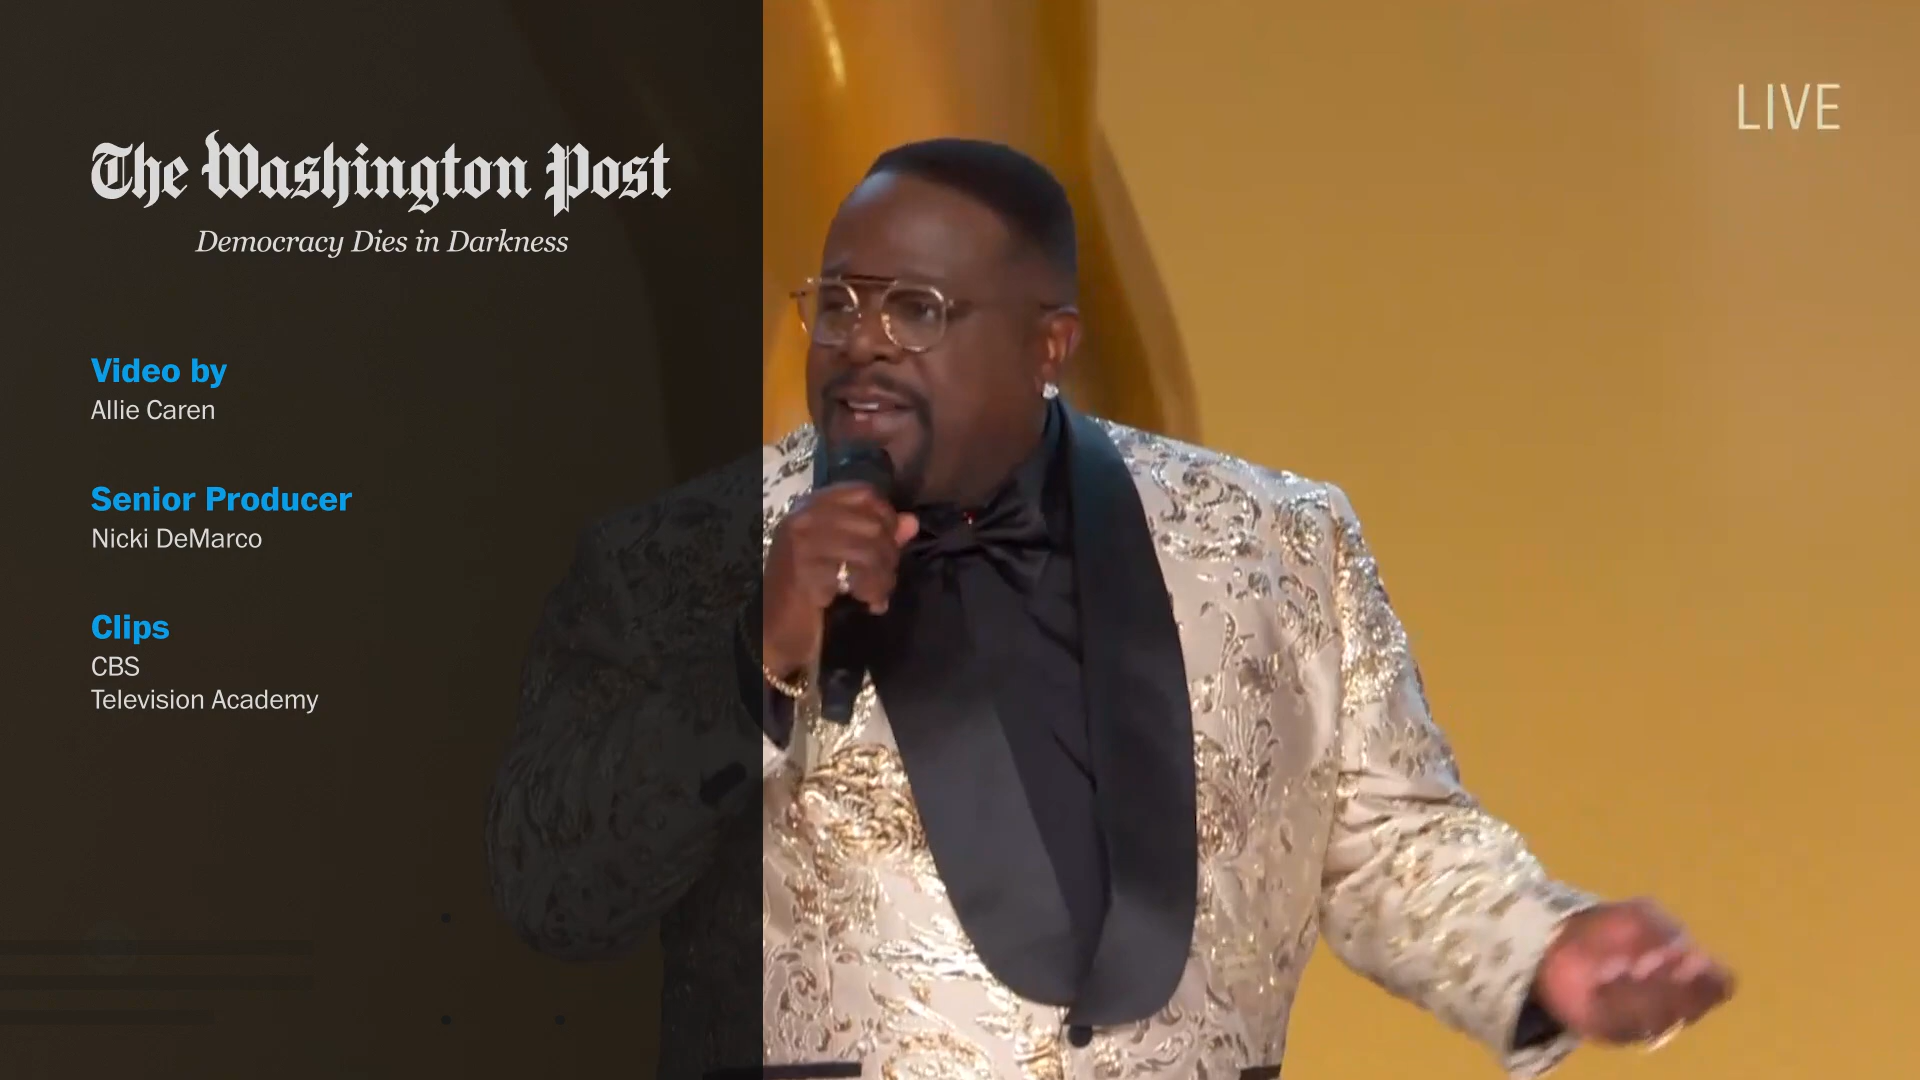 The Washington Post
Democracy Dies in Darkness
Video by
Allie Caren
Senior Producer
Nicki DeMarco
Clips
CBS
Television Academy
LIVE